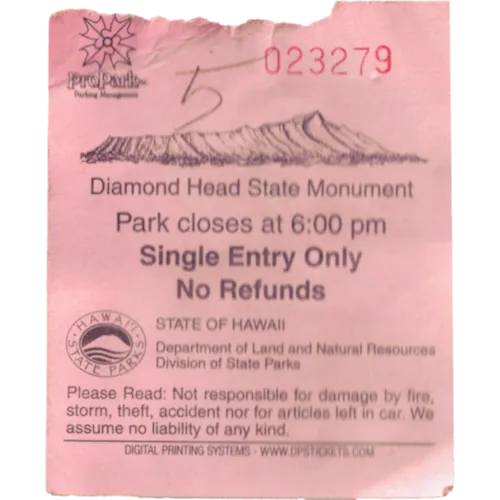 023279
ProPark
Parking Management
5
Diamond Head State Monument
Park closes at 6:00 pm
Single Entry Only
No Refunds
HAWAI'I
STATE PARKS
STATE OF HAWAII
Department of Land and Natural Resources
Division of State Parks
Please Read: Not responsible for damage by fire,
storm, theft, accident nor for articles left in car. We
assume no liability of any kind.
DIGITAL PRINTING SYSTEMS - WWW.DPSTICKETS.COM